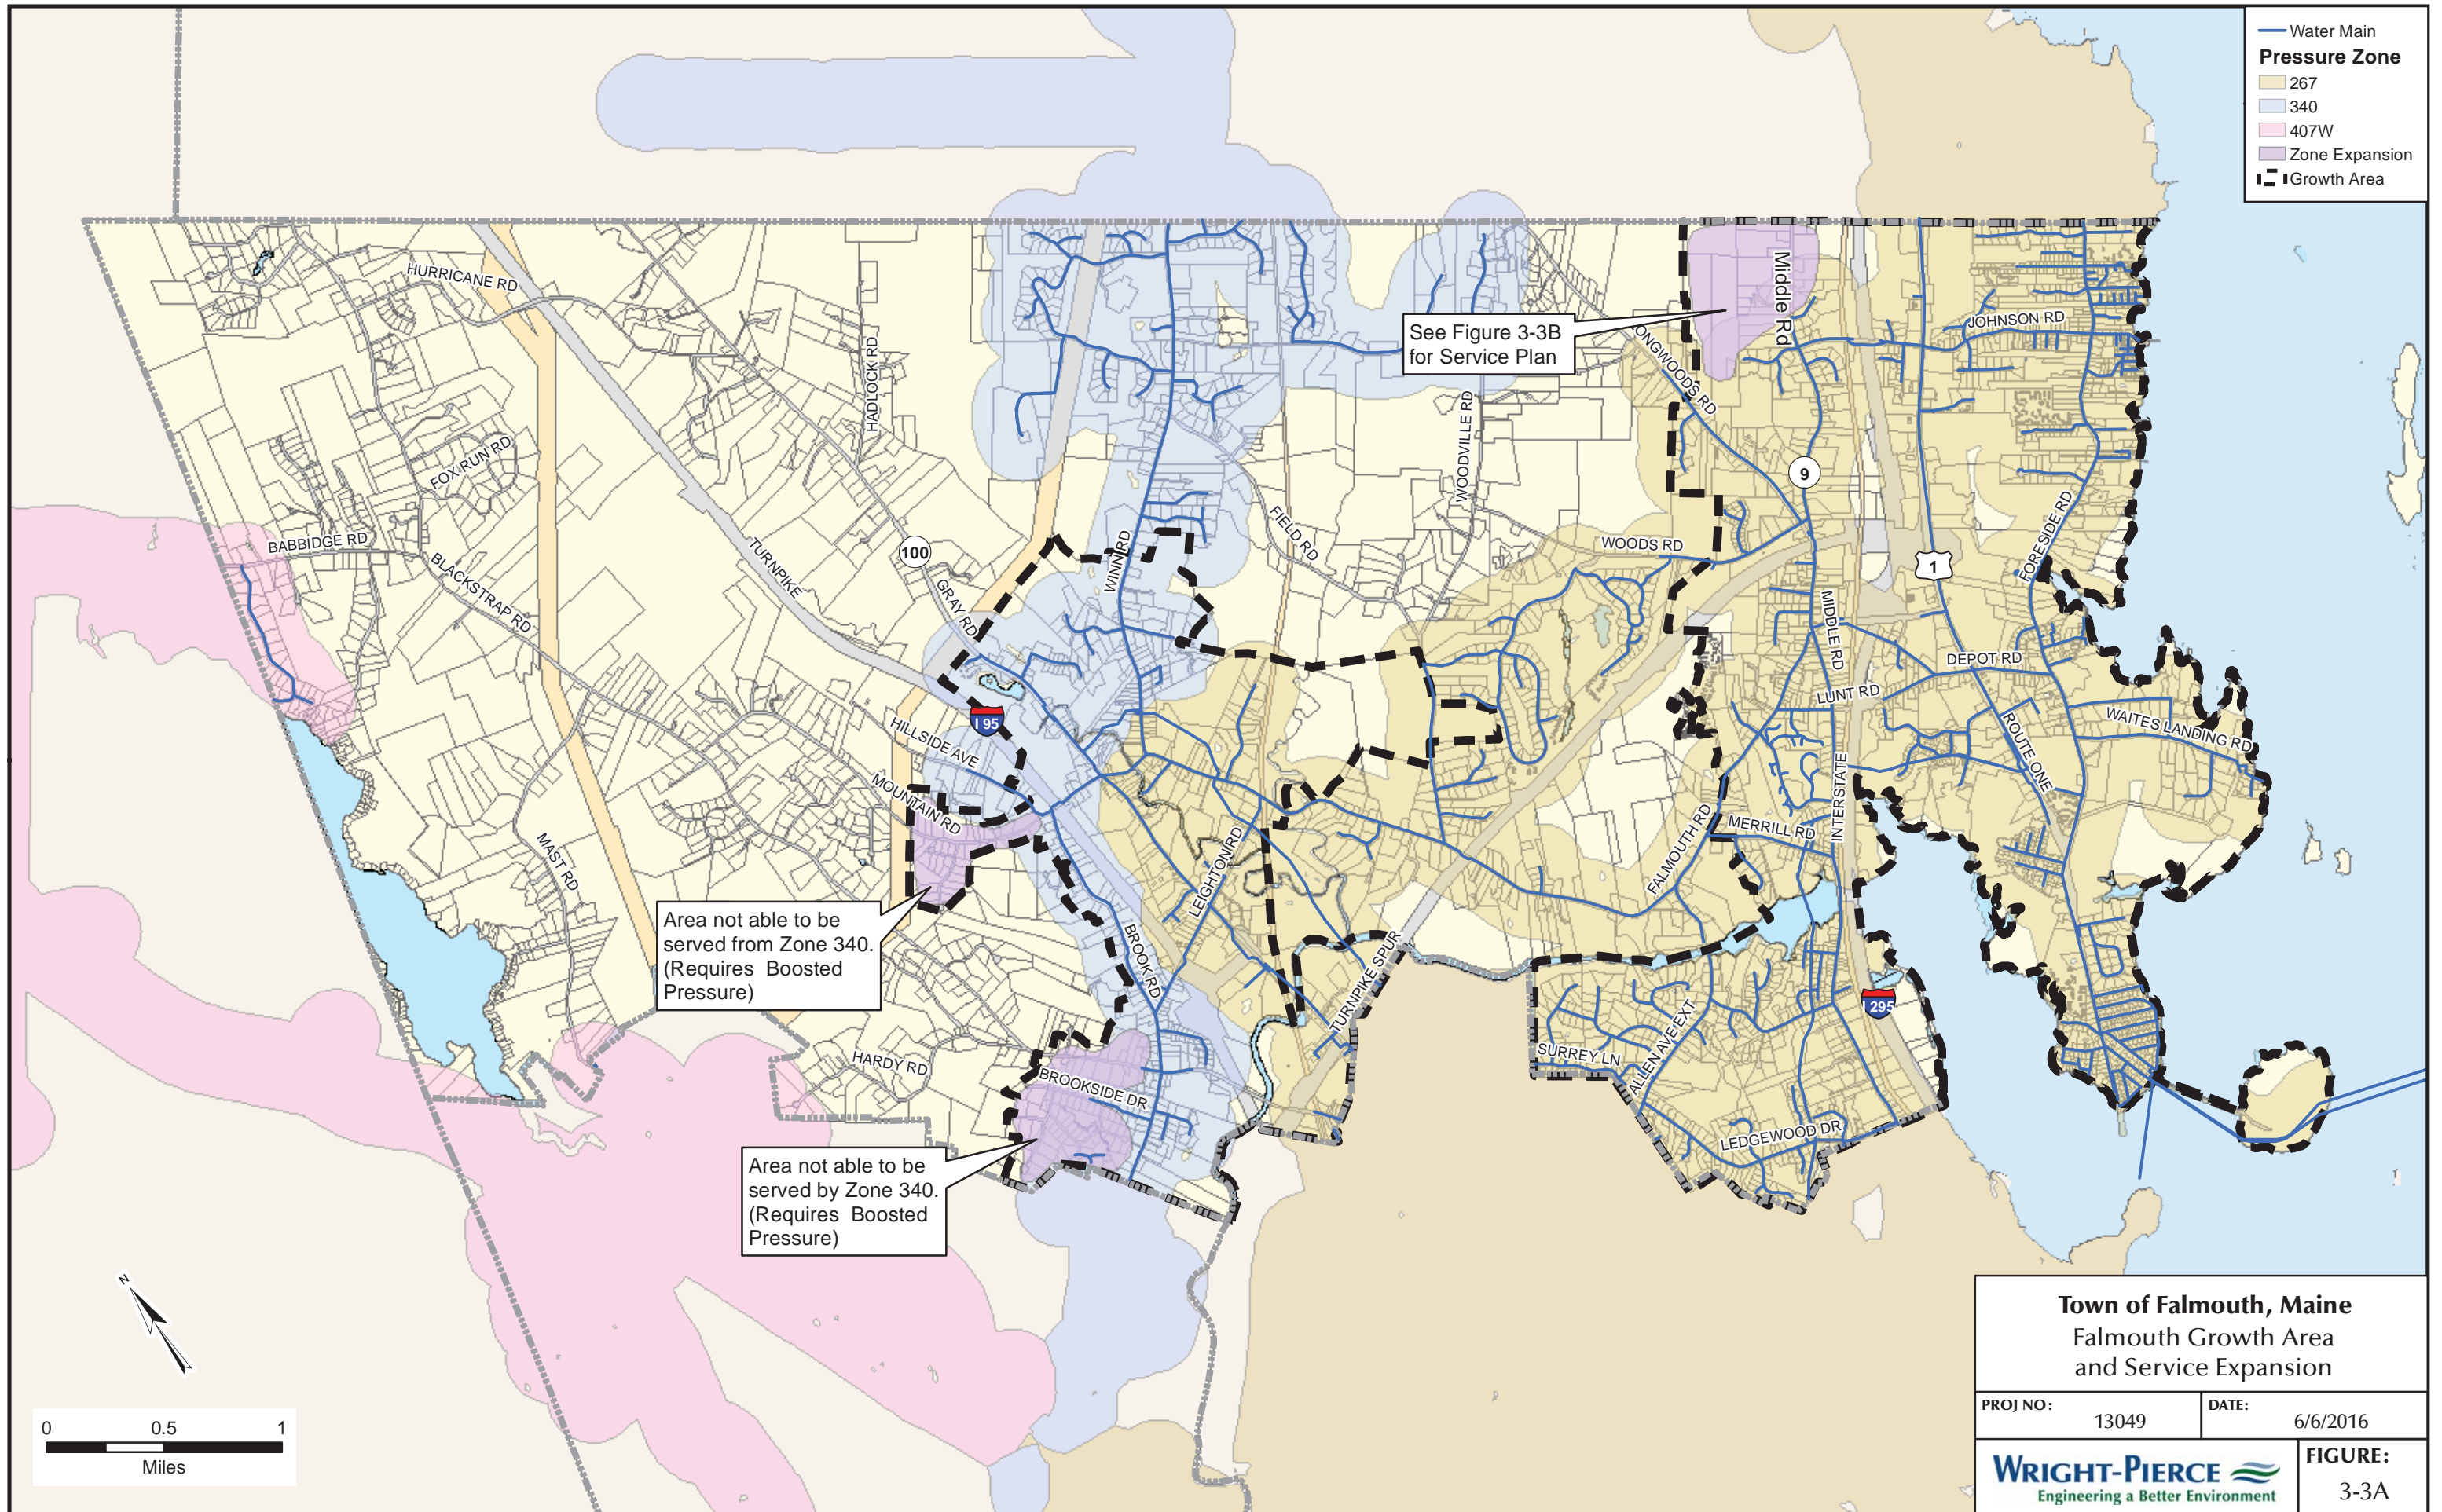 Water Main
Pressure Zone
267
340
407W
Zone Expansion
Growth Area
HURRICANE RD
HADLOCK RD
FOX RUN RD
BABBIDGE RD
BLACKSTRAP RD
TURNPIKE
100
GRAY RD
WINN RD
FIELD RD
WOODVILLE RD
See Figure 3-3B
for Service Plan
LONGWOODS RD
Middle Rd
JOHNSON RD
9
WOODS RD
1
FORESIDE RD
MIDDLE RD
DEPOT RD
LUNT RD
WAITES LANDING RD
ROUTE ONE
I 95
HILLSIDE AVE
MOUNTAIN RD
MAST RD
LEIGHTON RD
FALMOUTH RD
MERRILL RD
INTERSTATE
Area not able to be
served from Zone 340.
(Requires Boosted
Pressure)
BROOK RD
TURNPIKE SPUR
I 295
HARDY RD
BROOKSIDE DR
SURREY LN
ALLEN AVE EXT
LEDGEWOOD DR
Area not able to be
served by Zone 340.
(Requires Boosted
Pressure)
N
0 0.5 1
Miles
Town of Falmouth, Maine
Falmouth Growth Area
and Service Expansion
PROJ NO: 13049
DATE: 6/6/2016
WRIGHT-PIERCE
Engineering a Better Environment
FIGURE:
3-3A